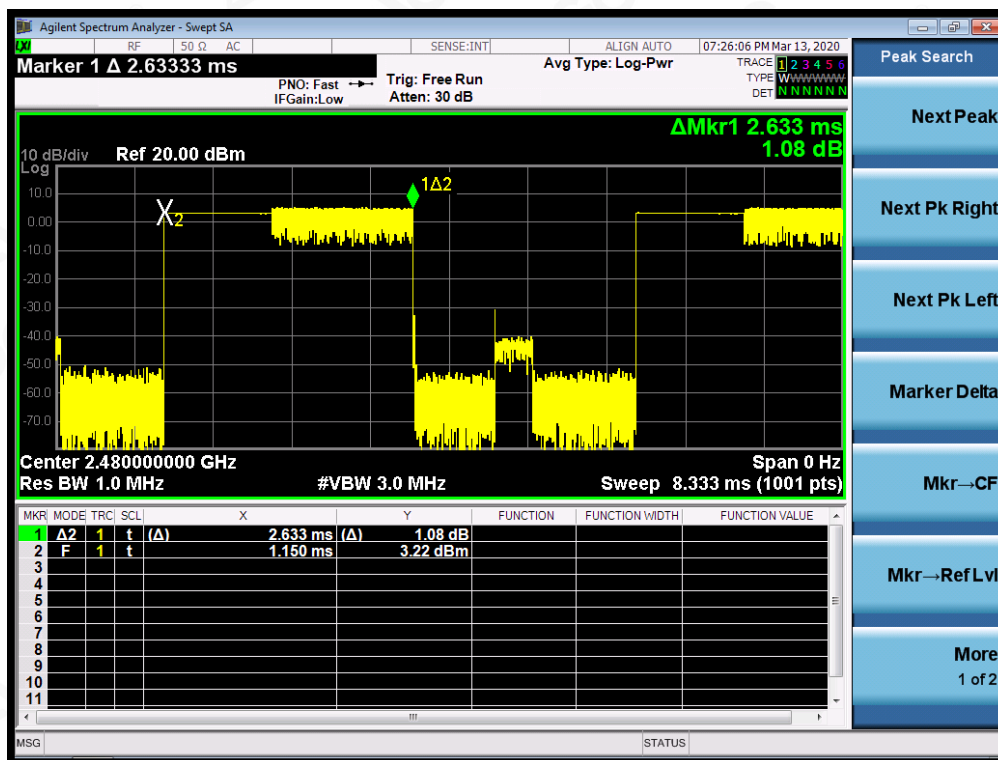 Agilent Spectrum Analyzer - Swept SA
LXI RF 50 Ω AC SENSE:INT ALIGN AUTO 07:26:06 PM Mar 13, 2020
Marker 1 Δ 2.63333 ms
PNO: Fast
IFGain:Low
Trig: Free Run
Atten: 30 dB
Avg Type: Log-Pwr
TRACE 1 2 3 4 5 6
TYPE WWWWWWW
DET N N N N N N
ΔMkr1 2.633 ms
1.08 dB
10 dB/div Ref 20.00 dBm
Log
10.0
0.00
-10.0
-20.0
-30.0
-40.0
-50.0
-60.0
-70.0
X2
1Δ2
Center 2.480000000 GHz Span 0 Hz
Res BW 1.0 MHz #VBW 3.0 MHz Sweep 8.333 ms (1001 pts)
MKR MODE TRC SCL X Y FUNCTION FUNCTION WIDTH FUNCTION VALUE
1 Δ2 1 t (Δ) 2.633 ms (Δ) 1.08 dB
2 F 1 t 1.150 ms 3.22 dBm
3
4
5
6
7
8
9
10
11
MSG STATUS
Peak Search
Next Peak
Next Pk Right
Next Pk Left
Marker Delta
Mkr→CF
Mkr→Ref Lvl
More
1 of 2